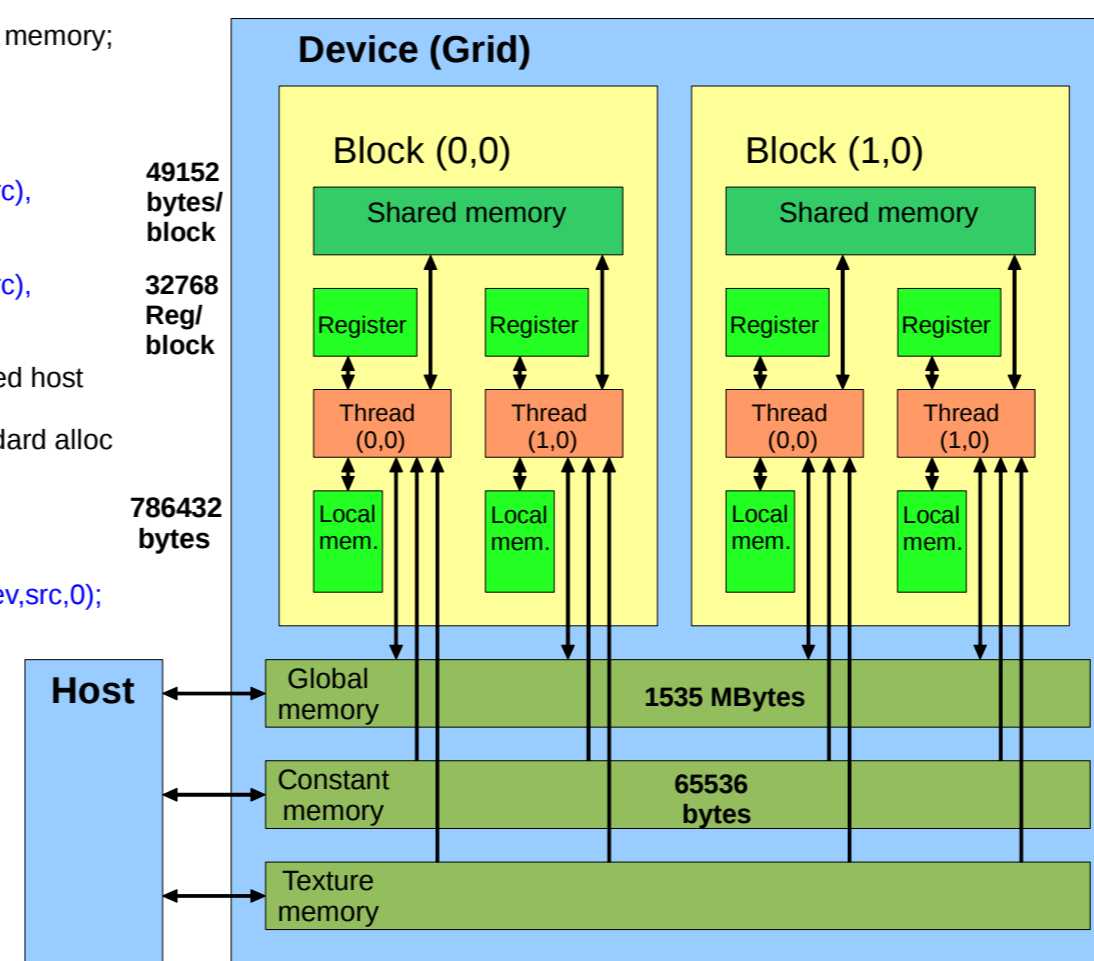 memory;
c),
c),
ed host
dard alloc
ev,src,0);
49152
bytes/
block
32768
Reg/
block
786432
bytes
Device (Grid)
Block (0,0)
Shared memory
Register
Register
Thread
(0,0)
Thread
(1,0)
Local
mem.
Local
mem.
Block (1,0)
Shared memory
Register
Register
Thread
(0,0)
Thread
(1,0)
Local
mem.
Local
mem.
Host
Global
memory
1535 MBytes
Constant
memory
65536
bytes
Texture
memory